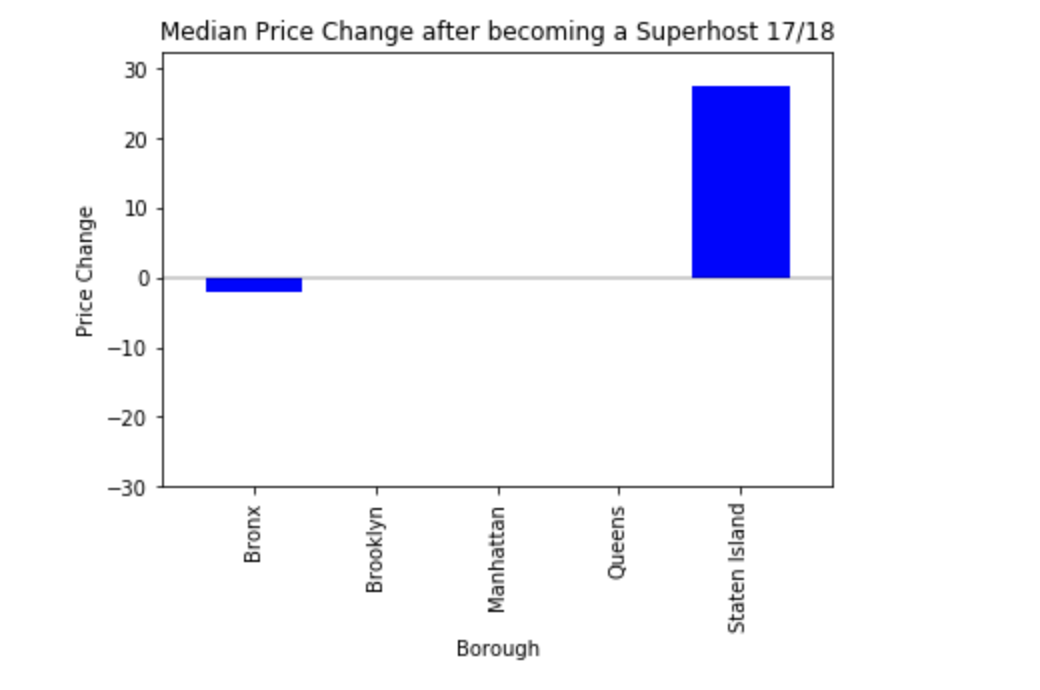 Median Price Change after becoming a Superhost 17/18
30
20
10
0
−10
−20
−30
Price Change
Bronx
Brooklyn
Manhattan
Queens
Staten Island
Borough